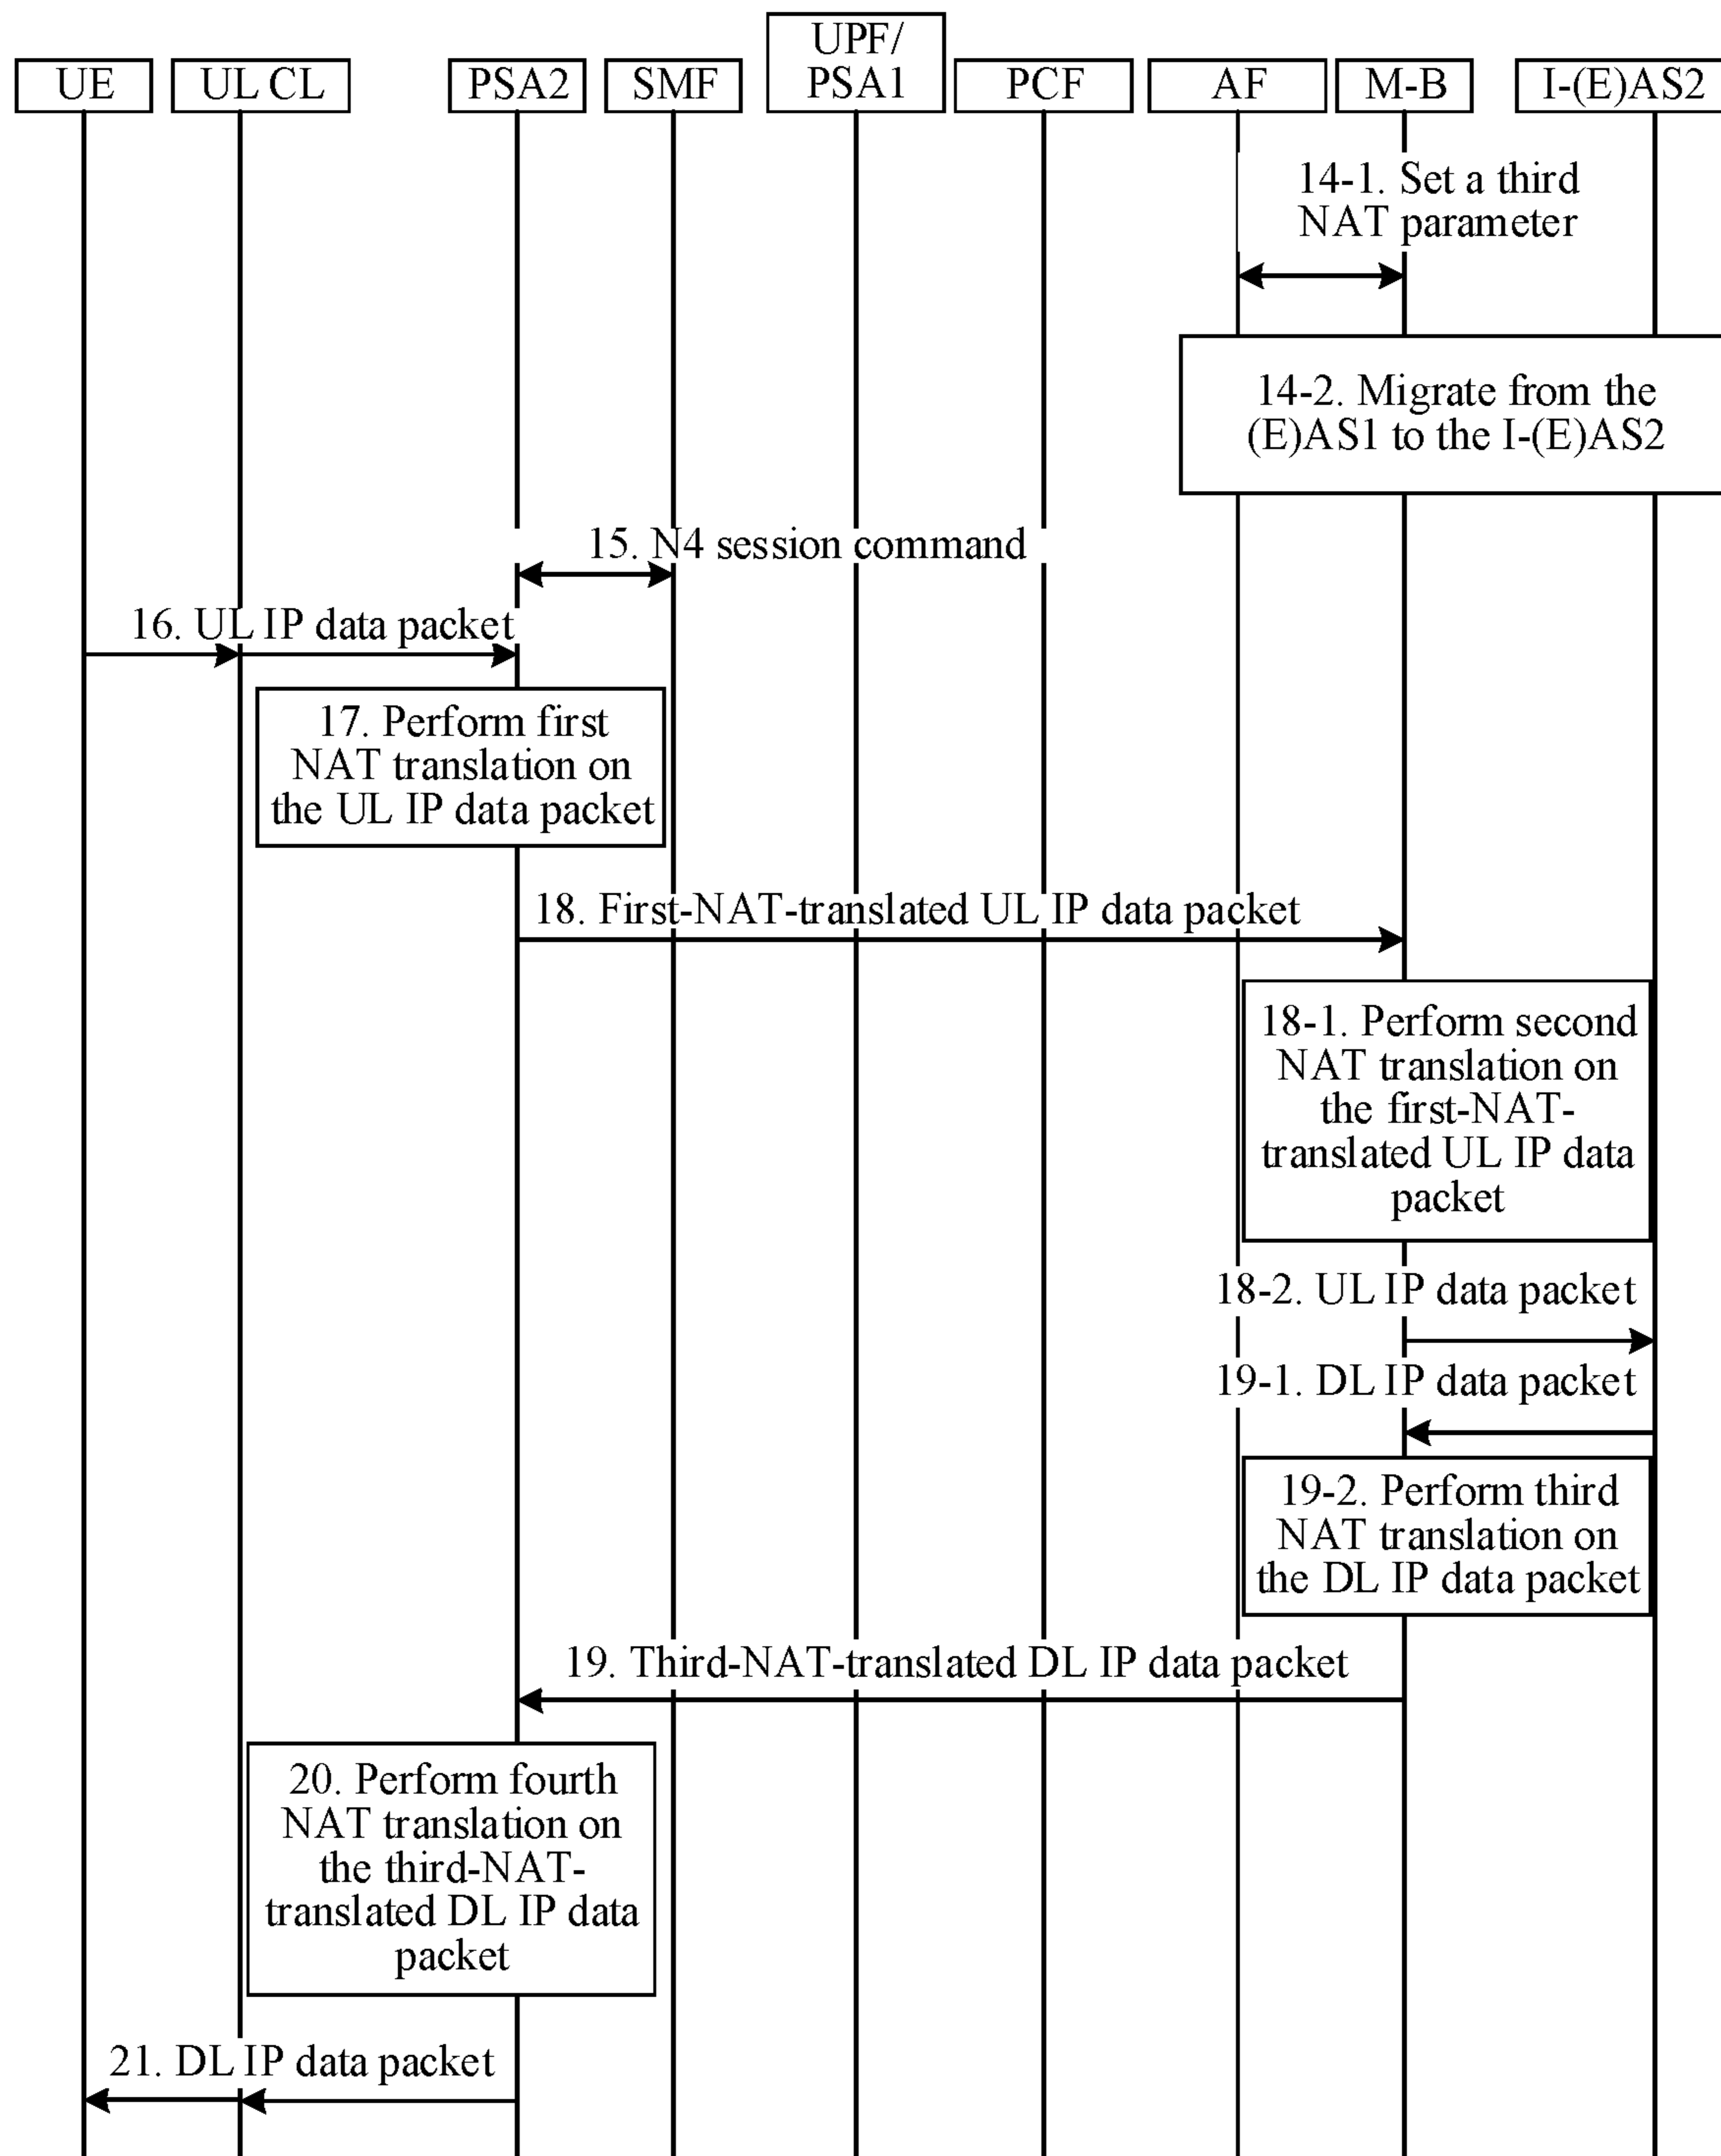 UE
UL CL
PSA2
SMF
UPF/
PSA1
PCF
AF
M-B
I-(E)AS2
14-1. Set a third
NAT parameter
14-2. Migrate from the
(E)AS1 to the I-(E)AS2
15. N4 session command
16. UL IP data packet
17. Perform first
NAT translation on
the UL IP data packet
18. First-NAT-translated UL IP data packet
18-1. Perform second
NAT translation on
the first-NAT-
translated UL IP data
packet
18-2. UL IP data packet
19-1. DL IP data packet
19-2. Perform third
NAT translation on
the DL IP data packet
19. Third-NAT-translated DL IP data packet
20. Perform fourth
NAT translation on
the third-NAT-
translated DL IP data
packet
21. DL IP data packet